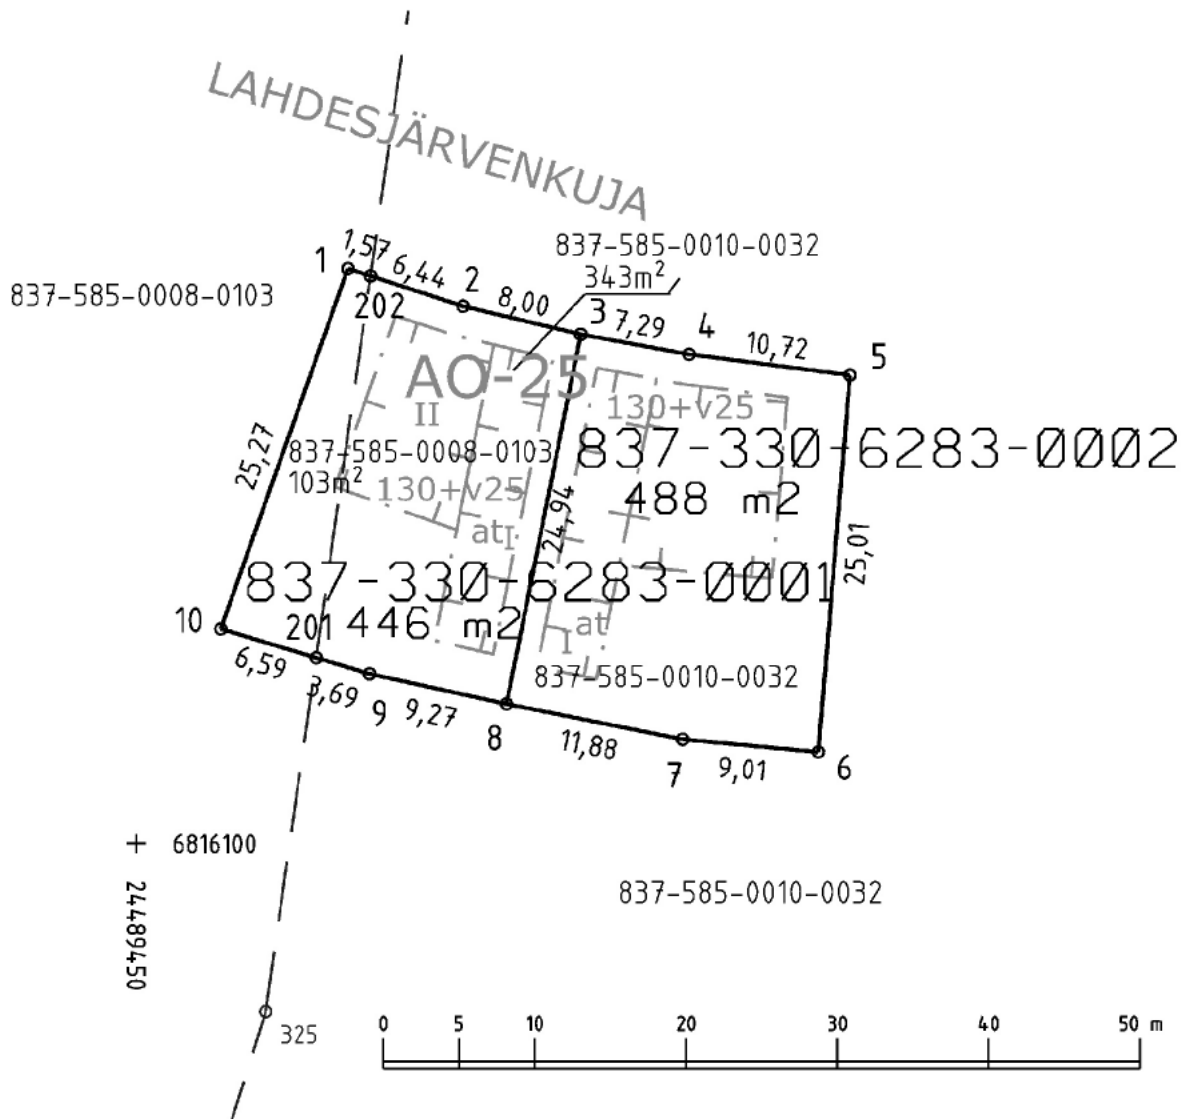 LAHDESJÄRVENKUJA
837-585-0010-0032
343m²
837-585-0008-0103
1
1,57
6,44
2
8,00
3
7,29
4
10,72
5
202
AO-25
II
130+v25
837-330-6283-0002
488 m2
837-585-0008-0103
103m²
130+v25
25,27
24,94
25,01
atI
837-330-6283-0001
446 m2
at
I
10
201
837-585-0010-0032
6,59
3,69
9
9,27
8
11,88
7
9,01
6
6816100
24489450
837-585-0010-0032
325
0 5 10 20 30 40 50 m